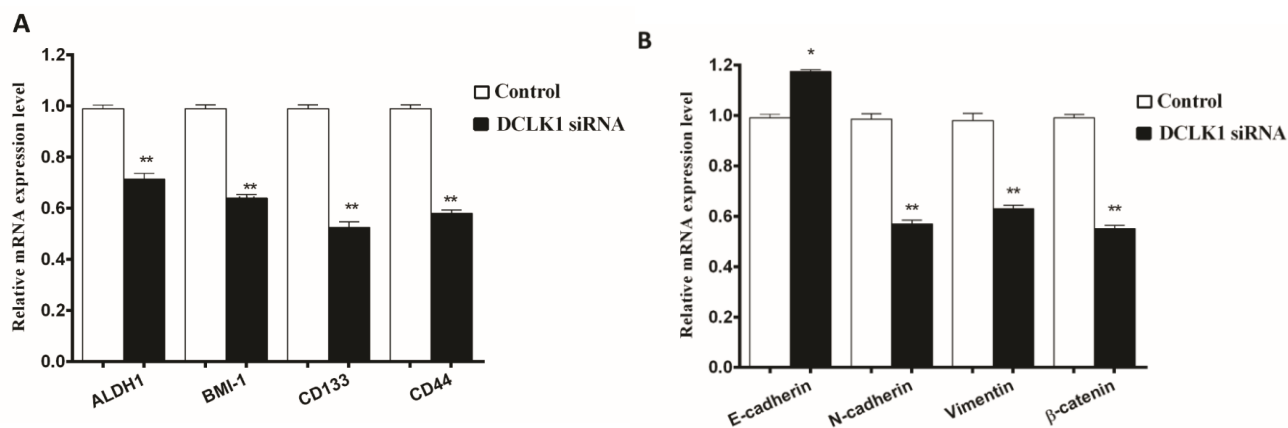 A
Relative mRNA expression level
1.2
1.0
0.8
0.6
0.4
0.2
0.0
**
**
**
**
ALDH1
BMI-1
CD133
CD44
Control
DCLK1 siRNA
B
Relative mRNA expression level
1.2
1.0
0.8
0.6
0.4
0.2
0.0
*
**
**
**
E-cadherin
N-cadherin
Vimentin
β-catenin
Control
DCLK1 siRNA